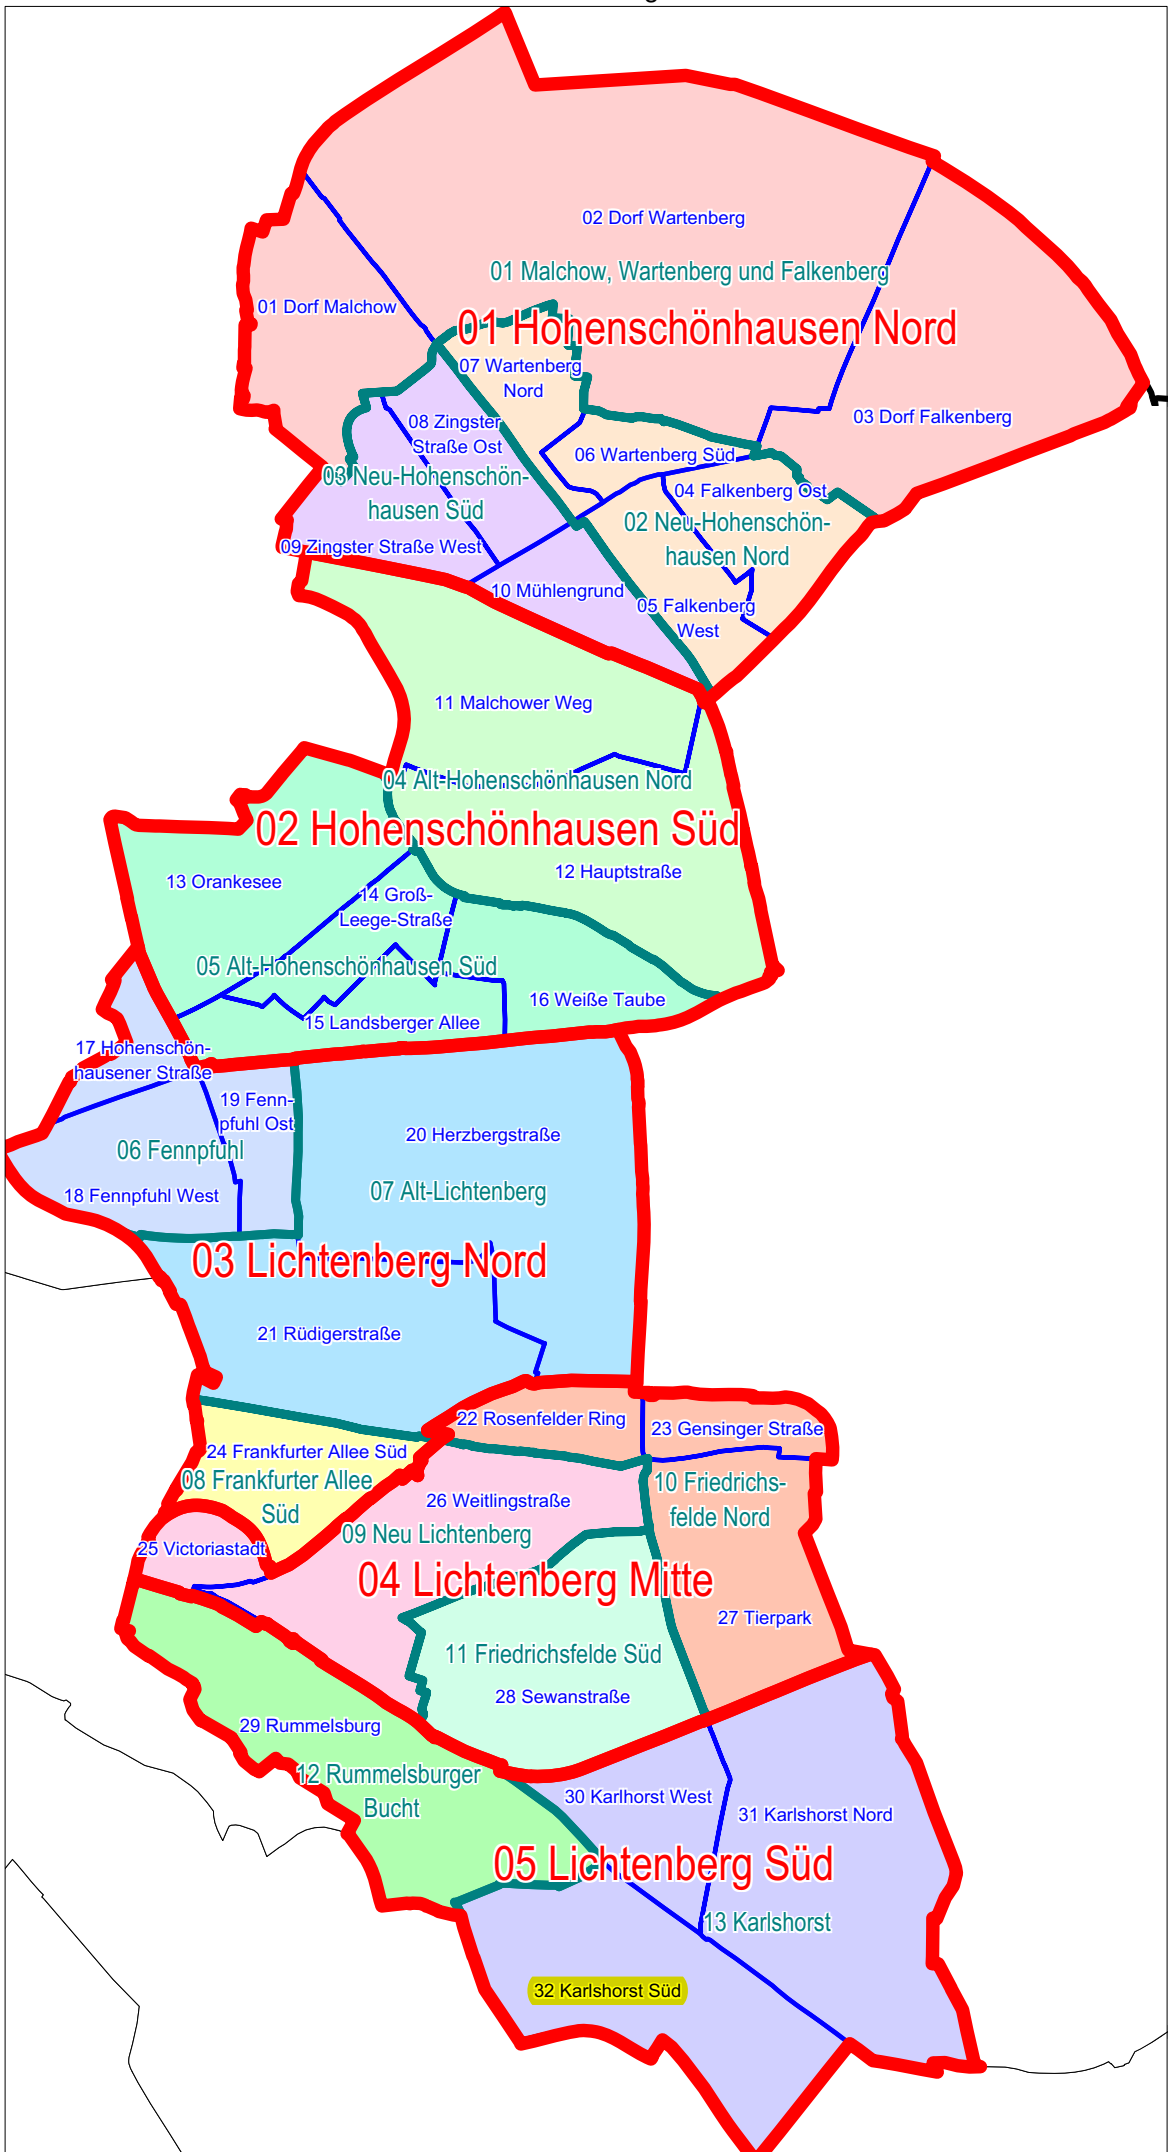 02 Dorf Wartenberg
01 Malchow, Wartenberg und Falkenberg
01 Dorf Malchow
01 Hohenschönhausen Nord
07 Wartenberg
Nord
03 Dorf Falkenberg
08 Zingster
Straße Ost
06 Wartenberg Süd
03 Neu-Hohenschön-
hausen Süd
04 Falkenberg Ost
02 Neu-Hohenschön-
hausen Nord
09 Zingster Straße West
10 Mühlengrund
05 Falkenberg
West
11 Malchower Weg
04 Alt-Hohenschönhausen Nord
02 Hohenschönhausen Süd
12 Hauptstraße
13 Orankesee
14 Groß-
Leege-Straße
05 Alt-Hohenschönhausen Süd
16 Weiße Taube
15 Landsberger Allee
17 Hohenschön-
hausener Straße
19 Fenn-
pfuhl Ost
20 Herzbergstraße
06 Fennpfuhl
07 Alt-Lichtenberg
18 Fennpfuhl West
03 Lichtenberg Nord
21 Rüdigerstraße
22 Rosenfelder Ring
23 Gensinger Straße
24 Frankfurter Allee Süd
08 Frankfurter Allee
Süd
10 Friedrichs-
felde Nord
26 Weitlingstraße
09 Neu Lichtenberg
25 Victoriastadt
04 Lichtenberg Mitte
27 Tierpark
11 Friedrichsfelde Süd
28 Sewanstraße
29 Rummelsburg
12 Rummelsburger
Bucht
30 Karlhorst West
31 Karlshorst Nord
05 Lichtenberg Süd
13 Karlshorst
32 Karlshorst Süd